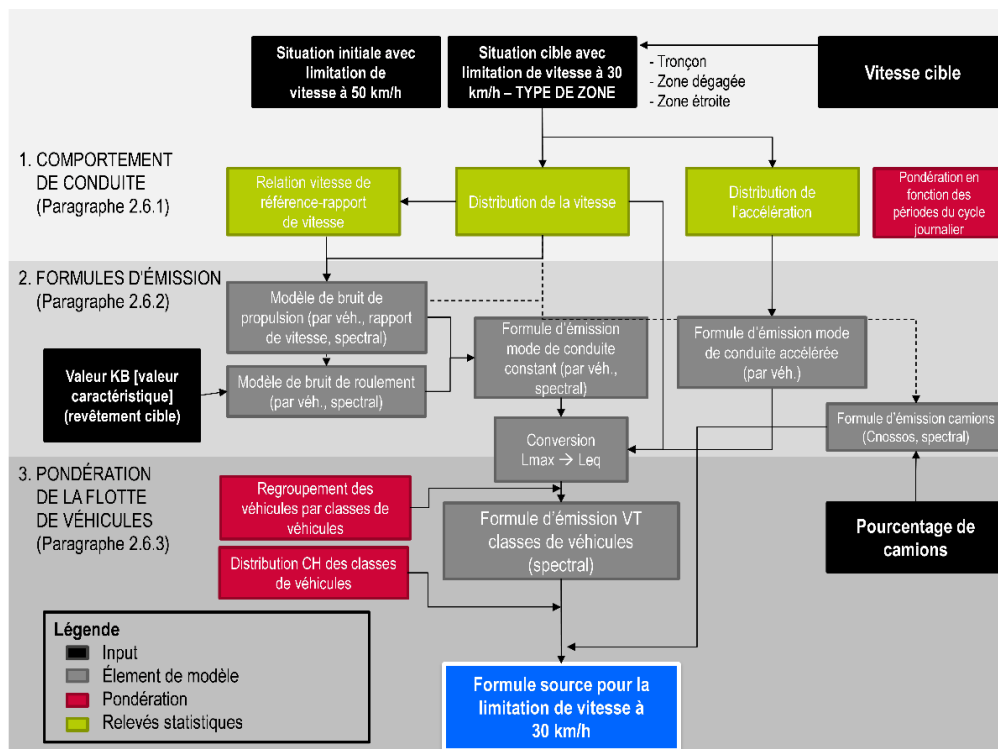 Situation initiale avec
limitation de
vitesse à 50 km/h
Situation cible avec
limitation de vitesse à 30
km/h – TYPE DE ZONE
- Tronçon
- Zone dégagée
- Zone étroite
Vitesse cible
1. COMPORTEMENT
DE CONDUITE
(Paragraphe 2.6.1)
Relation vitesse de
référence-rapport
de vitesse
Distribution de la vitesse
Distribution de
l'accélération
Pondération en
fonction des
périodes du cycle
journalier
2. FORMULES D'ÉMISSION
(Paragraphe 2.6.2)
Modèle de bruit de
propulsion (par véh., rapport
de vitesse, spectral)
Formule d'émission
mode de conduite
constant (par véh.,
spectral)
Formule d'émission mode
de conduite accélérée
(par véh.)
Valeur KB [valeur
caractéristique]
(revêtement cible)
Modèle de bruit de roulement
(par véh., spectral)
Formule d'émission camions
(Cnossos, spectral)
Conversion
Lmax → Leq
3. PONDÉRATION
DE LA FLOTTE
DE VÉHICULES
(Paragraphe 2.6.3)
Regroupement des
véhicules par classes de
véhicules
Formule d'émission VT
classes de véhicules
(spectral)
Pourcentage de
camions
Distribution CH des classes
de véhicules
Légende
Input
Élement de modèle
Pondération
Relevés statistiques
Formule source pour la
limitation de vitesse à
30 km/h